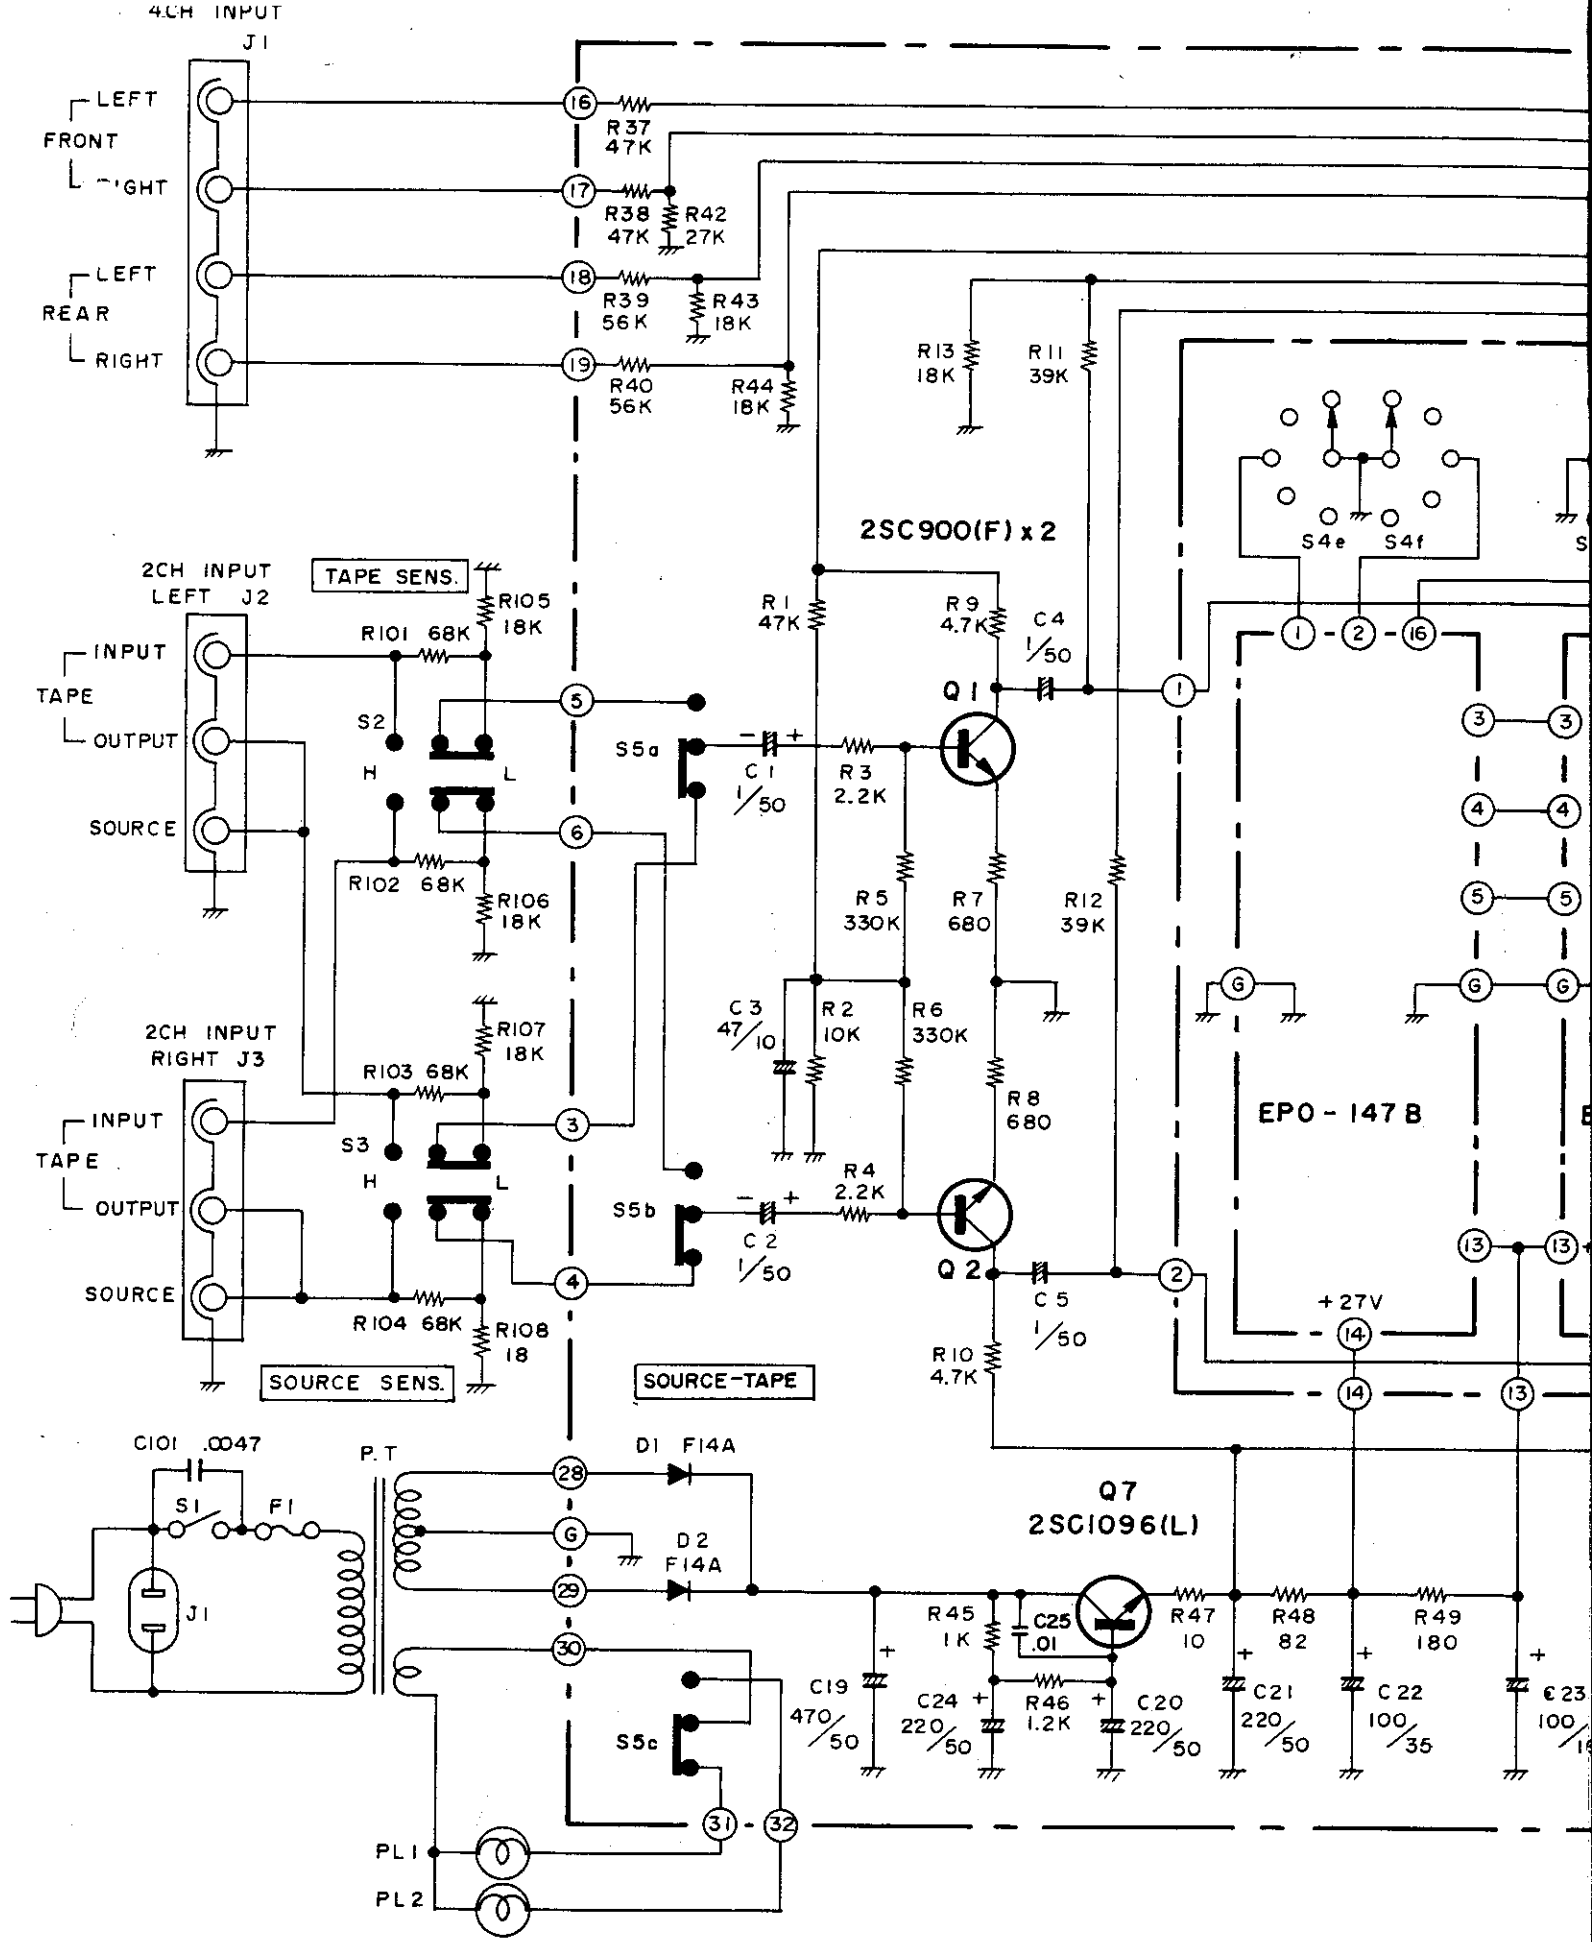 4.CH INPUT
J1
LEFT
FRONT
RIGHT
LEFT
REAR
RIGHT
16
R37
47K
17
R38
47K
R42
27K
18
R39
56K
R43
18K
19
R40
56K
R44
18K
R13
18K
R11
39K
S4e
S4f
S
2SC900(F) x 2
2CH INPUT
LEFT J2
TAPE SENS.
R105
18K
R101 68K
INPUT
TAPE
OUTPUT
SOURCE
S2
H
L
5
6
R102 68K
R106
18K
S5a
- +
C1
1/50
R1
47K
R3
2.2K
R9
4.7K
C4
1/50
Q1
1
1
2
16
3
3
4
4
5
5
G
G
G
R5
330K
R7
680
R12
39K
C3
47/10
R2
10K
R6
330K
R8
680
EPO-147B
2CH INPUT
RIGHT J3
R107
18K
R103 68K
INPUT
TAPE
OUTPUT
SOURCE
S3
H
L
3
4
R104 68K
R108
18
SOURCE SENS.
SOURCE-TAPE
S5b
- +
C2
1/50
R4
2.2K
Q2
C5
1/50
2
R10
4.7K
13
13
+27V
14
14
13
C101 .0047
P.T
S1
F1
J1
28
G
29
30
D1 F14A
D2
F14A
Q7
2SC1096(L)
R45
1K
C25
.01
R47
10
R48
82
R49
180
+
C19
470/50
+
C24
220/50
R46
1.2K
+
C20
220/50
+
C21
220/50
+
C22
100/35
+
C23
100/
S5c
31
32
PL1
PL2